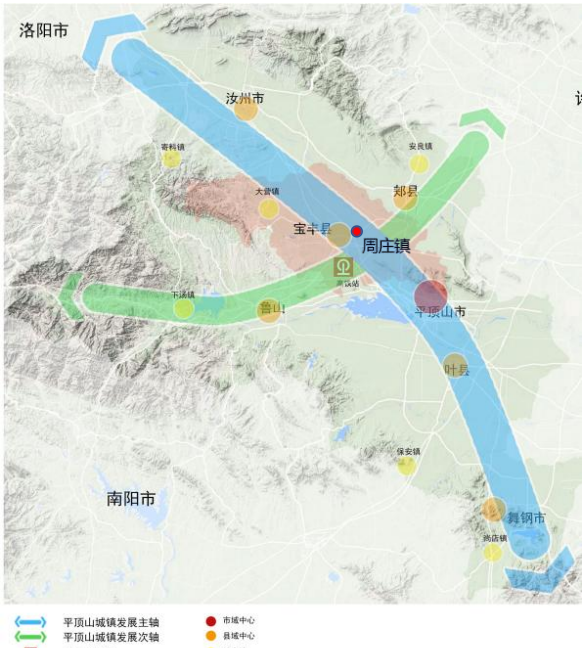 洛阳市
汝州市
安良镇
寄料镇
大营镇
郏县
宝丰县
周庄镇
高铁站
下汤镇
鲁山
平顶山市
叶县
保安镇
南阳市
舞钢市
尚店镇
平顶山城镇发展主轴
市域中心
平顶山城镇发展次轴
县域中心